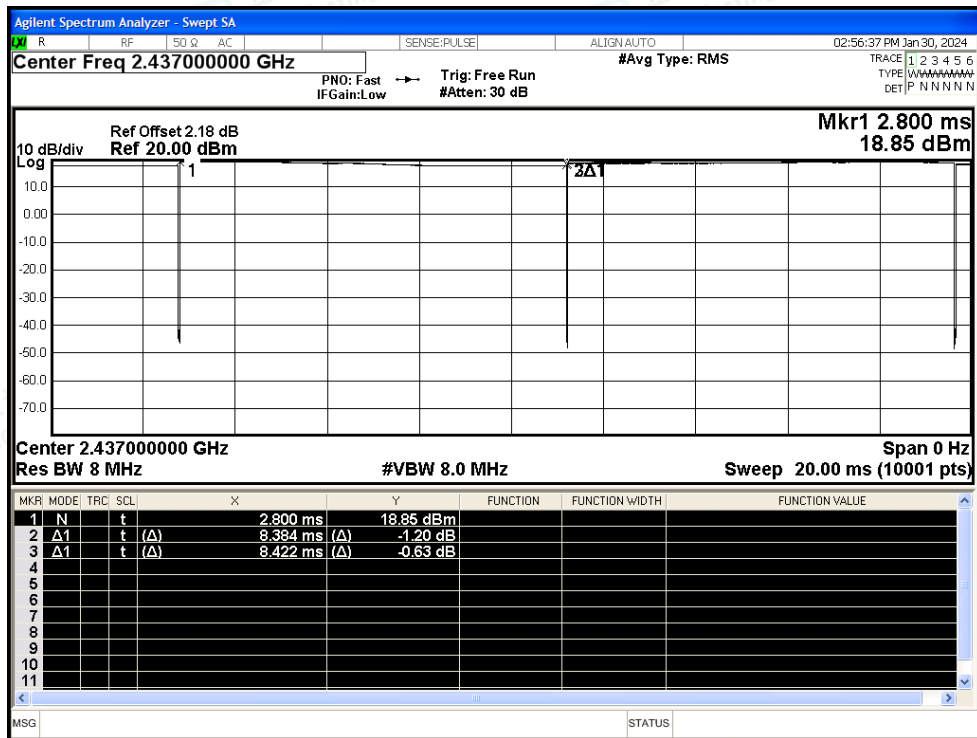 Agilent Spectrum Analyzer - Swept SA
LXI R RF 50 Ω AC SENSE:PULSE ALIGN AUTO 02:56:37 PM Jan 30, 2024
Center Freq 2.437000000 GHz #Avg Type: RMS TRACE 1 2 3 4 5 6
PNO: Fast Trig: Free Run TYPE WWWWWW
IFGain:Low #Atten: 30 dB DET P N N N N N
Mkr1 2.800 ms
Ref Offset 2.18 dB
10 dB/div Ref 20.00 dBm 18.85 dBm
Log
1 3Δ1
10.0
0.00
-10.0
-20.0
-30.0
-40.0
-50.0
-60.0
-70.0
Center 2.437000000 GHz Span 0 Hz
Res BW 8 MHz #VBW 8.0 MHz Sweep 20.00 ms (10001 pts)
MKR MODE TRC SCL X Y FUNCTION FUNCTION WIDTH FUNCTION VALUE
1 N t 2.800 ms 18.85 dBm
2 Δ1 t (Δ) 8.384 ms (Δ) -1.20 dB
3 Δ1 t (Δ) 8.422 ms (Δ) -0.63 dB
4
5
6
7
8
9
10
11
MSG STATUS